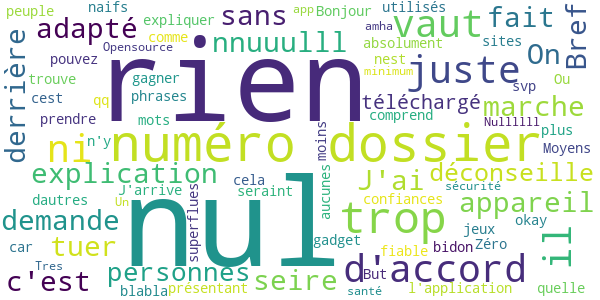 peuple naifs expliquer sans app Bonjour utilisés vaut fait On Bref
adapté comme nnuuulll amha absolument sites
derrière Opensource rien pouvez nest juste Ou
trouve gagner minimum svp
cest qq phrases téléchargé comprend marche
prendre mots Nullllll plus
ni n'y numéro dossier moins Moyens
explication J'ai déconseille
dautres J'arrive nul cela aucunes sécurité
Un superflues seraint confiances appareil
demande trop jeux okay il
car tuer gadget fiable bidon Zéro
Tres personnes d'accord
c'est seire But l'application quelle
blabla présentant santé